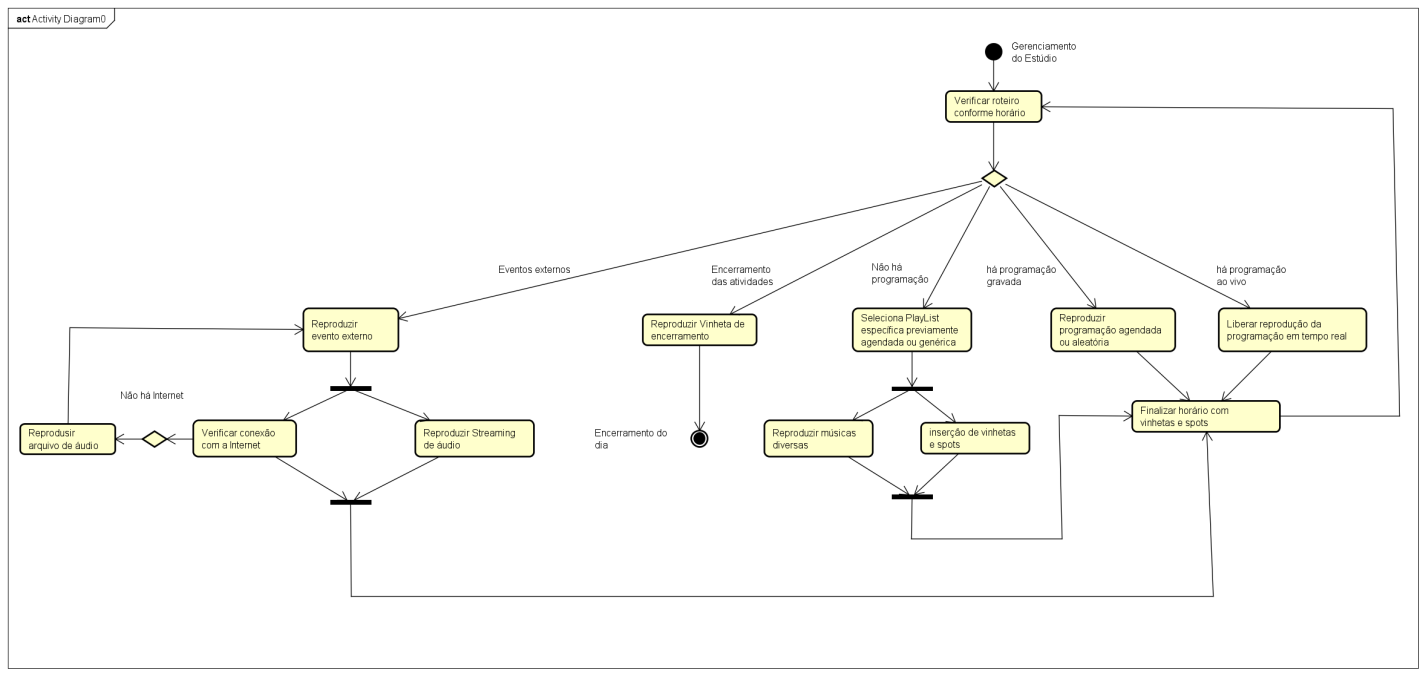 act Activity Diagram0
Gerenciamento
do Estúdio
Verificar roteiro
conforme horário
Eventos externos
Encerramento
das atividades
Não há
programação
há programação
gravada
há programação
ao vivo
Reproduzir
evento externo
Reproduzir Vinheta de
encerramento
Seleciona PlayList
específica previamente
agendada ou genérica
Reproduzir
programação agendada
ou aleatória
Liberar reprodução da
programação em tempo real
Não há Internet
Reprodusir
arquivo de áudio
Verificar conexão
com a Internet
Reproduzir Streaming
de áudio
Encerramento do
dia
Reproduzir músicas
diversas
inserção de vinhetas
e spots
Finalizar horário com
vinhetas e spots